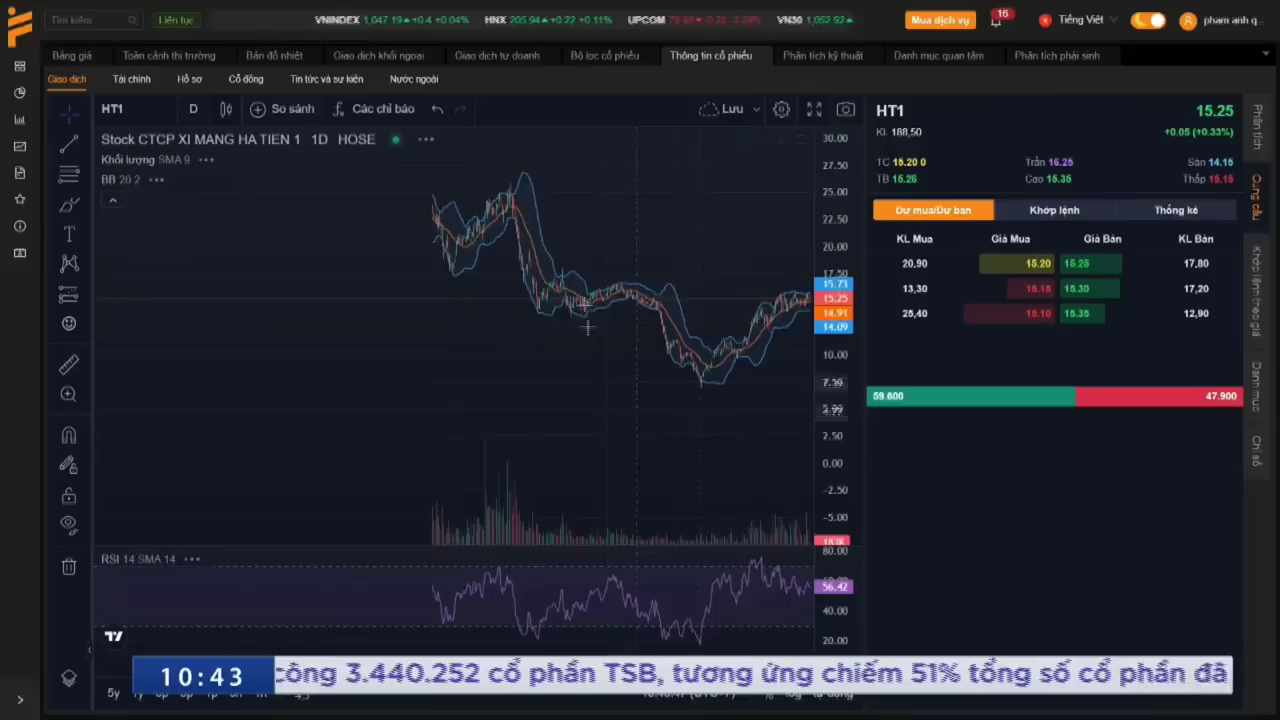 Tìm kiếm
Liên lục
VNINDEX 1,047.19 +0.4 +0.04%
HNX 205.94 +0.22 +0.11%
UPCOM
VN30 1,052.92
Mua dịch vụ
16
Tiếng Việt
pham anh q...
Bảng giá
Toàn cảnh thị trường
Bản đồ nhiệt
Giao dịch khối ngoại
Giao dịch tự doanh
Bộ lọc cổ phiếu
Thông tin cổ phiếu
Phân tích kỹ thuật
Danh mục quan tâm
Phân tích phái sinh
Giao dịch
Tài chính
Hồ sơ
Cổ đông
Tin tức và sự kiện
Nước ngoài
HT1
D
So sánh
Các chỉ báo
Lưu
Stock CTCP XI MANG HA TIEN 1 1D HOSE
Khối lượng SMA 9
BB 20 2
30.00
27.50
25.00
22.50
20.00
17.50
15.73
15.25
14.91
14.09
10.00
2.50
0.00
−2.50
−5.00
80.00
RSI 14 SMA 14
56.42
40.00
20.00
HT1
15.25
KL 188,50
+0.05 (+0.33%)
TC 15.20 0
Trần 16.25
Sàn 14.15
TB 15.26
Cao 15.35
Thấp 15.15
Dư mua/Dư bán
Khớp lệnh
Thống kê
KL Mua
Giá Mua
Giá Bán
KL Bán
20,90 15.20 15.25 17,80
13,30 15.15 15.30 17,20
25,40 15.10 15.35 12,90
59.600
47.900
Phân tích
Cung cầu
Khớp lệnh theo giá
Danh mục
Chỉ số
5y
10:43
công 3.440.252 cổ phần TSB, tương ứng chiếm 51% tổng số cổ phần đã